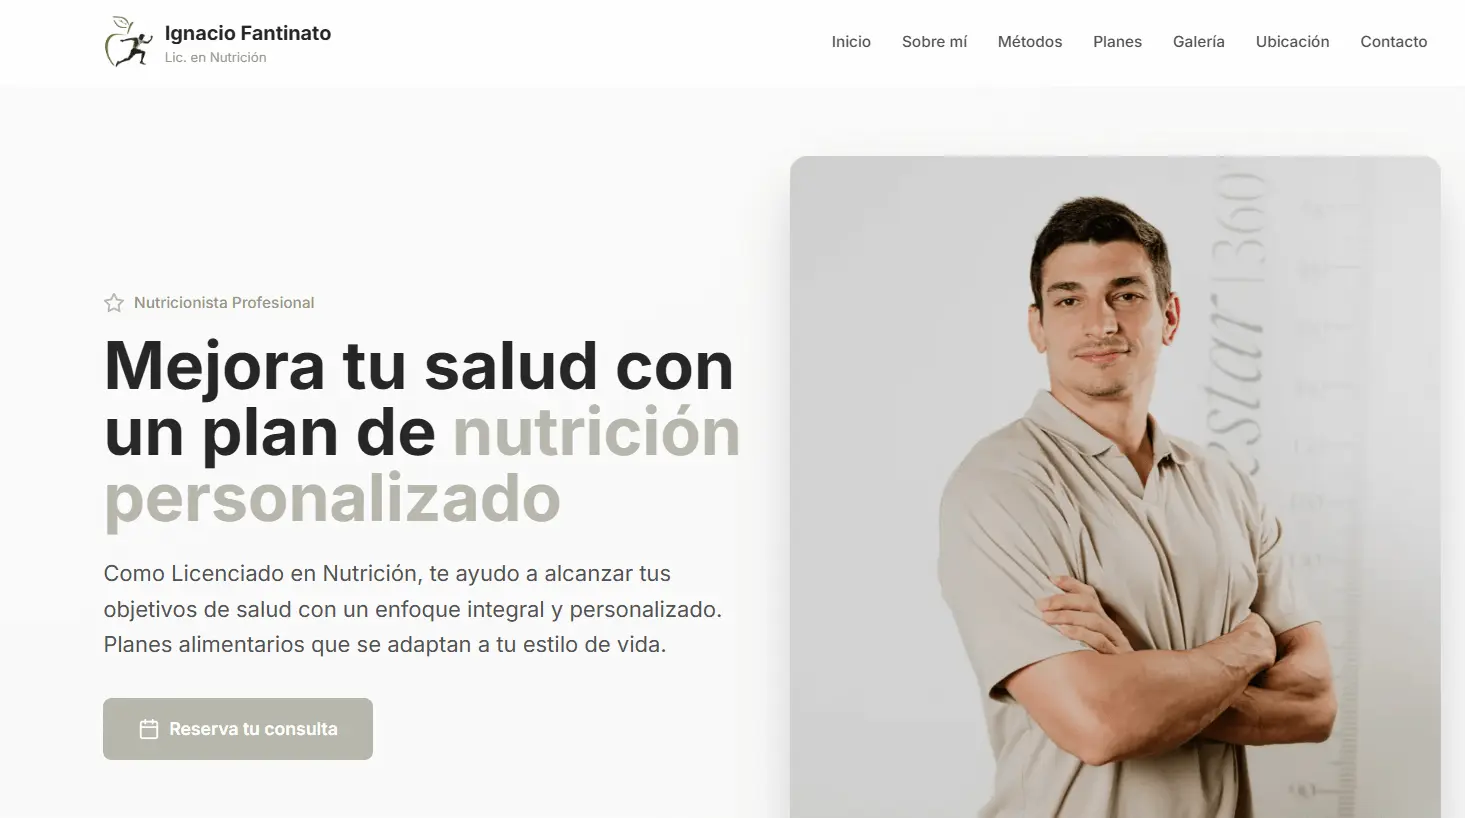 Ignacio Fantinato
Lic. en Nutrición
Inicio Sobre mí Métodos Planes Galería Ubicación Contacto
Nutricionista Profesional
Mejora tu salud con
un plan de nutrición
personalizado
Como Licenciado en Nutrición, te ayudo a alcanzar tus
objetivos de salud con un enfoque integral y personalizado.
Planes alimentarios que se adaptan a tu estilo de vida.
Reserva tu consulta
360°